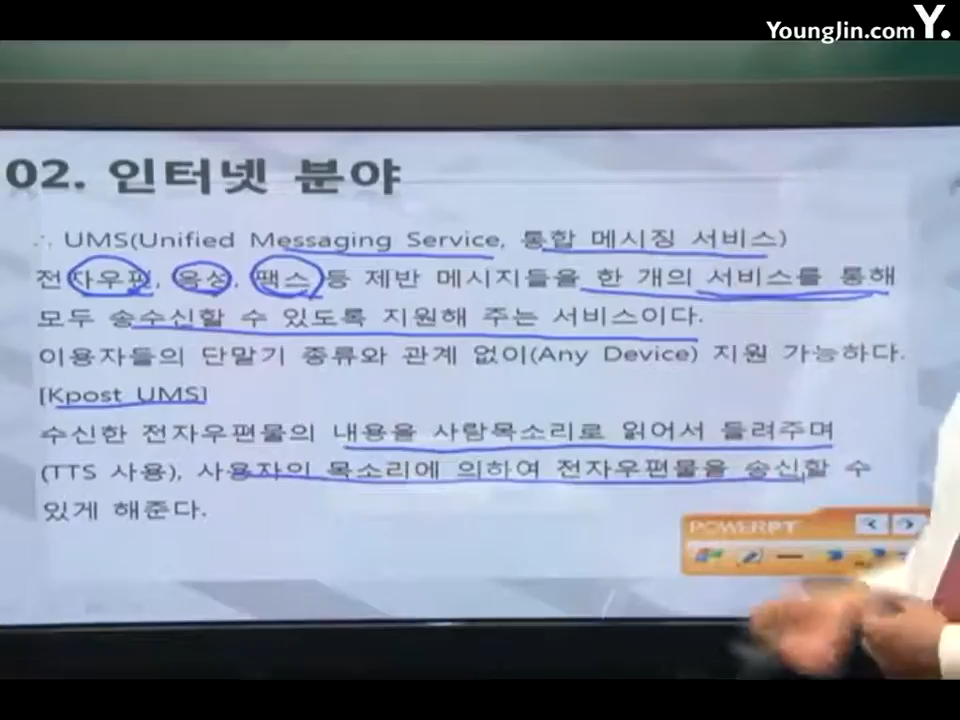 YoungJin.com Y.
02. 인터넷 분야
∴ UMS(Unified Messaging Service, 통합 메시징 서비스)
전자우편, 음성, 팩스 등 제반 메시지들을 한 개의 서비스를 통해
모두 송수신할 수 있도록 지원해 주는 서비스이다.
이용자들의 단말기 종류와 관계 없이(Any Device) 지원 가능하다.
[Kpost UMS]
수신한 전자우편물의 내용을 사람목소리로 읽어서 들려주며
(TTS 사용), 사용자의 목소리에 의하여 전자우편물을 송신할 수
있게 해준다.
POWERPT